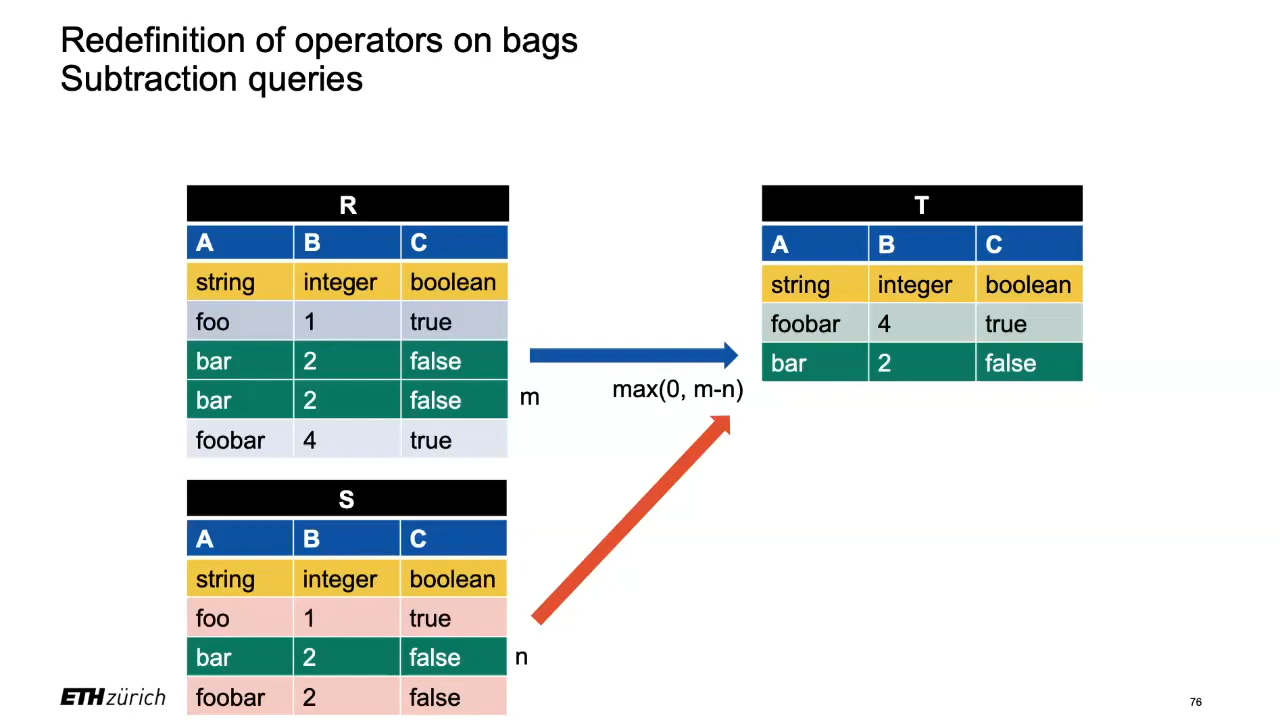 Redefinition of operators on bags
Subtraction queries
R
A B C
string integer boolean
foo 1 true
bar 2 false
bar 2 false
foobar 4 true
m
max(0, m-n)
T
A B C
string integer boolean
foobar 4 true
bar 2 false
S
A B C
string integer boolean
foo 1 true
bar 2 false
foobar 2 false
n
ETH zürich
76